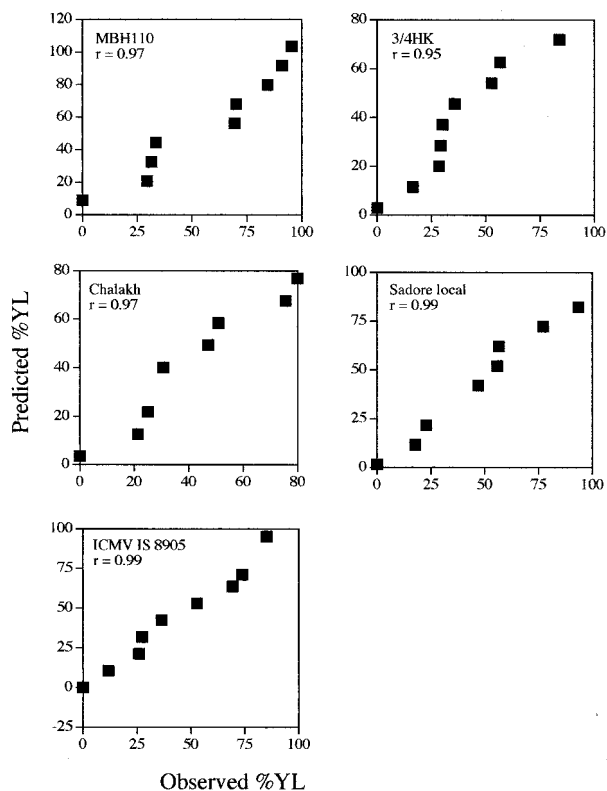 MBH110
r = 0.97
120
100
80
60
40
20
0
0 25 50 75 100
3/4HK
r = 0.95
80
60
40
20
0
0 25 50 75 100
Chalakh
r = 0.97
80
60
40
20
0
0 20 40 60 80
Sadore local
r = 0.99
100
75
50
25
0
0 25 50 75 100
ICMV IS 8905
r = 0.99
100
75
50
25
0
-25
0 25 50 75 100
Predicted %YL
Observed %YL